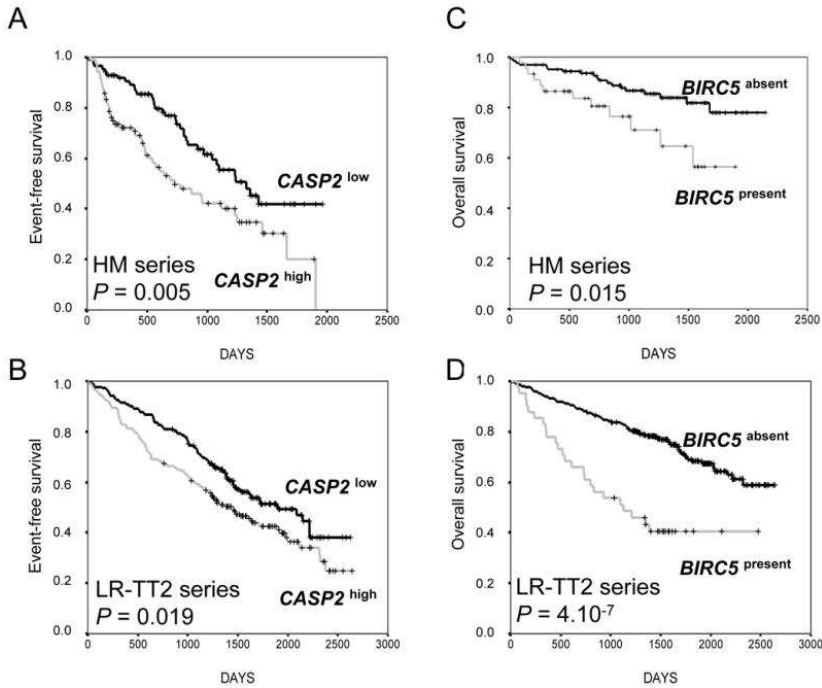 A
Event-free survival
1.0
0.8
0.6
0.4
0.2
0.0
CASP2 low
CASP2 high
HM series
P = 0.005
0 500 1000 1500 2000 2500
DAYS
C
Overall survival
1.0
0.8
0.6
0.4
0.2
0.0
BIRC5 absent
BIRC5 present
HM series
P = 0.015
0 500 1000 1500 2000 2500
DAYS
B
Event-free survival
1.0
0.8
0.6
0.4
0.2
0.0
CASP2 low
CASP2 high
LR-TT2 series
P = 0.019
0 500 1000 1500 2000 2500 3000
DAYS
D
Overall survival
1.0
0.8
0.6
0.4
0.2
0.0
BIRC5 absent
BIRC5 present
LR-TT2 series
P = 4.10-7
0 500 1000 1500 2000 2500 3000
DAYS